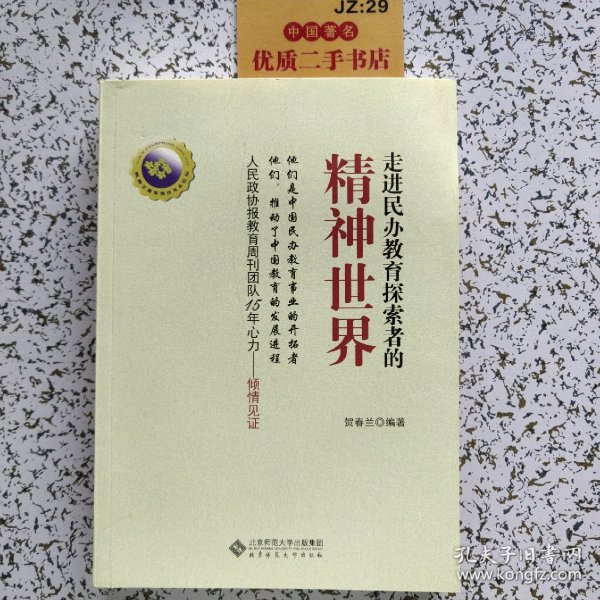 JZ:29
中国著名
优质二手书店
走进民办教育探索者的
精神世界
他们是中国民办教育事业的开拓者
他们,推动了中国教育的发展进程
人民政协报教育周刊团队15年心力——倾情见证
贺春兰◎编著
北京师范大学出版集团
北京师范大学出版社
孔夫子旧书网
www.kongfz.com